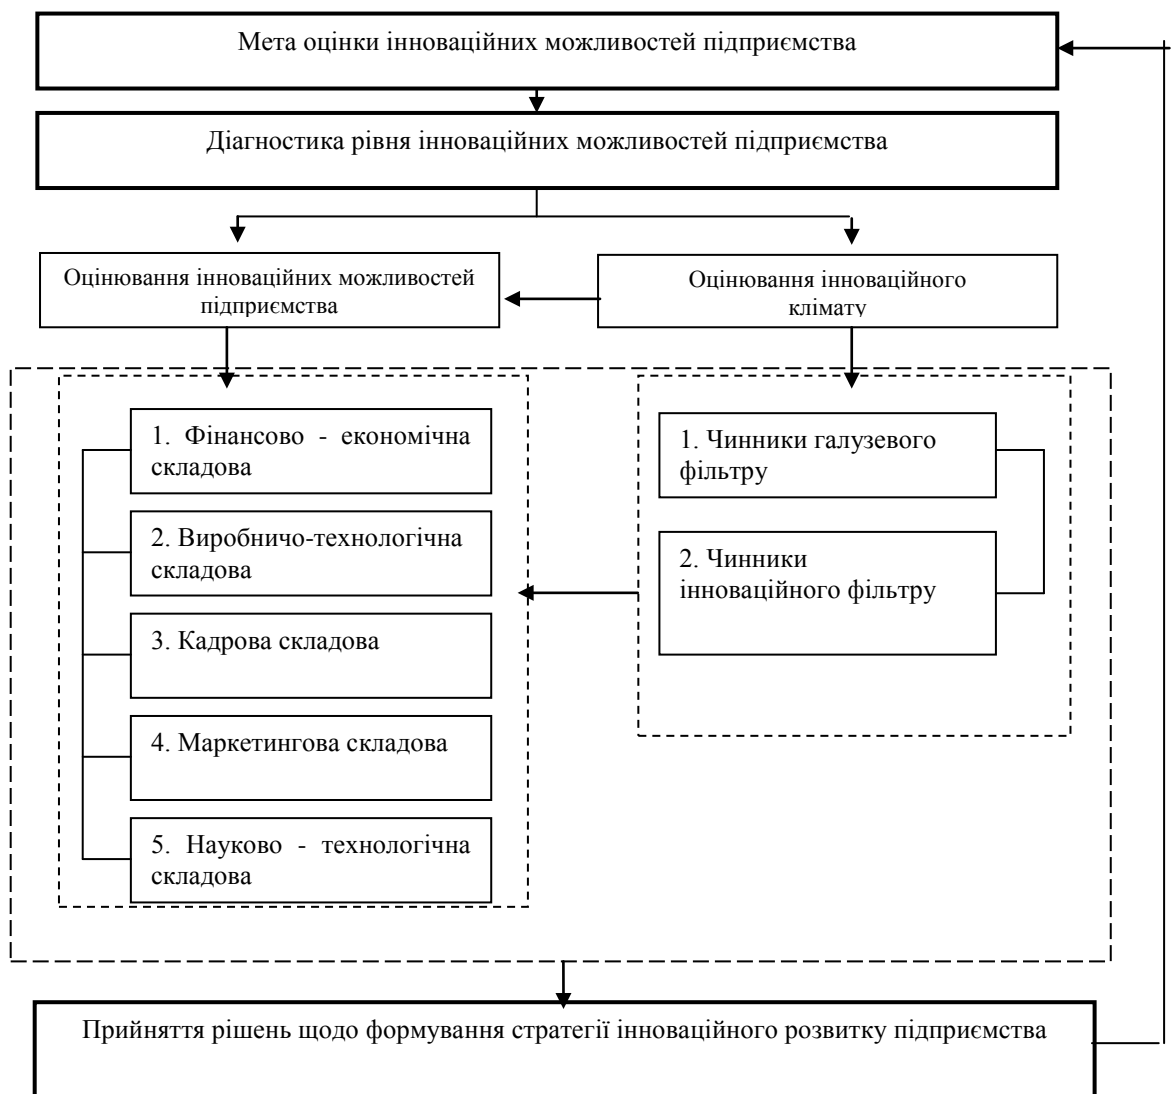 Мета оцінки інноваційних можливостей підприємства
Діагностика рівня інноваційних можливостей підприємства
Оцінювання інноваційних можливостей
підприємства
Оцінювання інноваційного
клімату
1. Фінансово - економічна
складова
2. Виробничо-технологічна
складова
3. Кадрова складова
4. Маркетингова складова
5. Науково - технологічна
складова
1. Чинники галузевого
фільтру
2. Чинники
інноваційного фільтру
Прийняття рішень щодо формування стратегії інноваційного розвитку підприємства